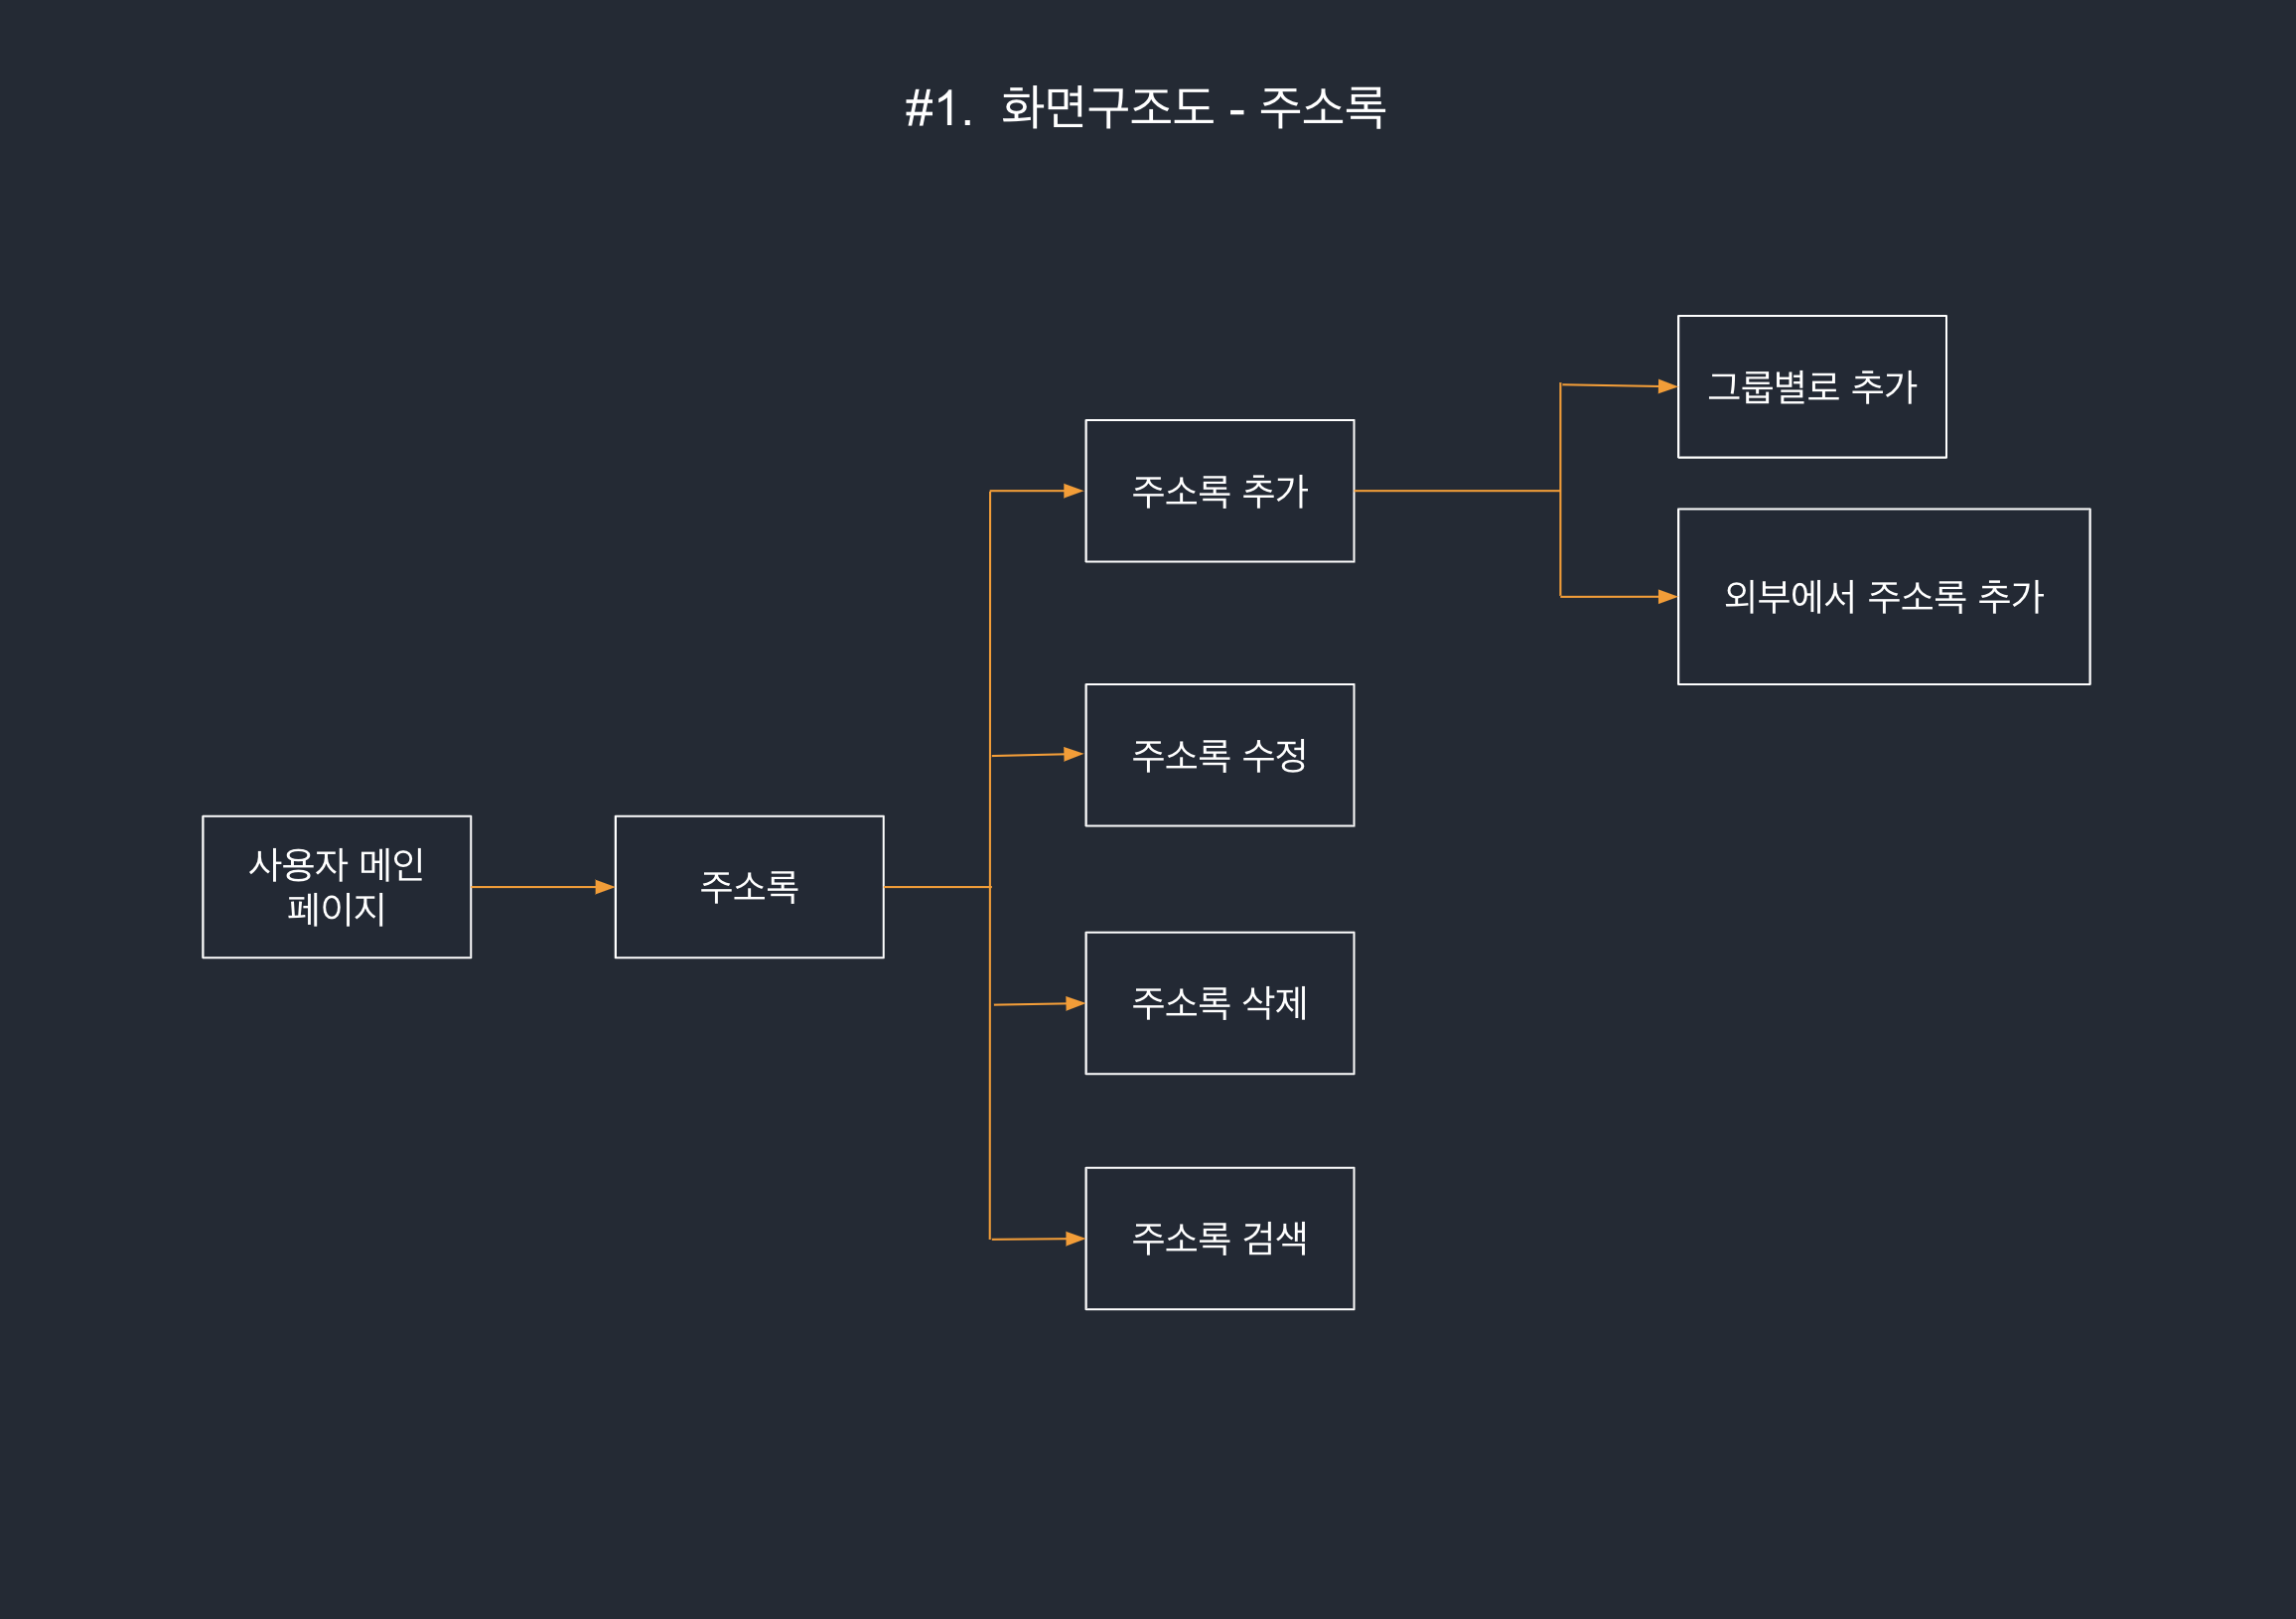 #1. 화면구조도 - 주소록
그룹별로 추가
주소록 추가
외부에서 주소록 추가
주소록 수정
사용자 메인
페이지
주소록
주소록 삭제
주소록 검색